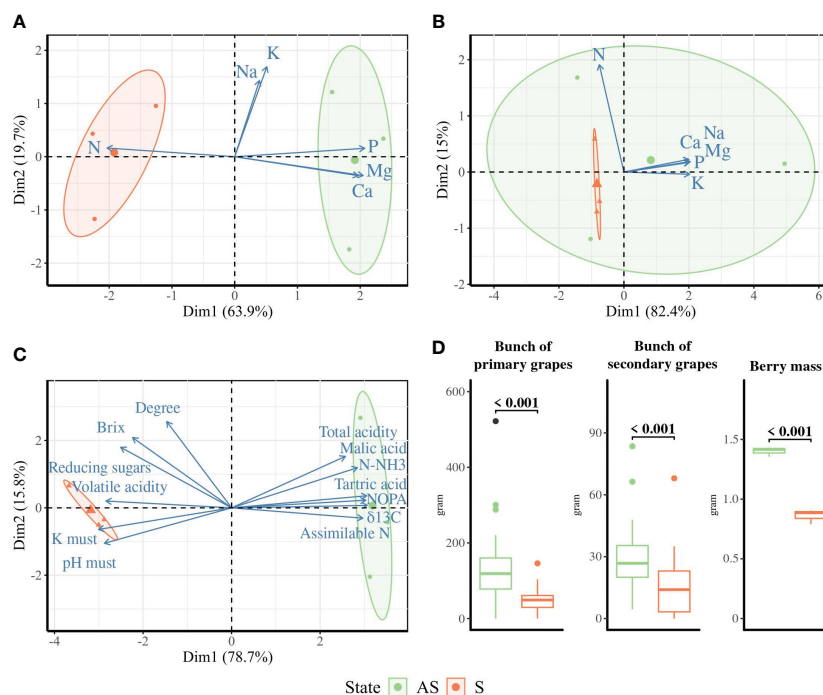 A
Dim2 (19.7%)
2
1
0
-1
-2
K
Na
N
P
Mg
Ca
-2
-1
0
1
2
Dim1 (63.9%)
B
Dim2 (15%)
2
1
0
-1
-2
N
Na
Ca
Mg
P
K
-4
-2
0
2
4
6
Dim1 (82.4%)
C
Dim2 (15.8%)
2
0
-2
Degree
Brix
Reducing sugars
Volatile acidity
K must
pH must
Total acidity
Malic acid
N-NH3
Tartric acid
NOPA
δ13C
Assimilable N
-4
-2
0
2
Dim1 (78.7%)
D
Bunch of
primary grapes
gram
600
400
200
0
< 0.001
Bunch of
secondary grapes
gram
90
60
30
0
< 0.001
Berry mass
gram
1.5
1.0
0.5
0
< 0.001
State AS S